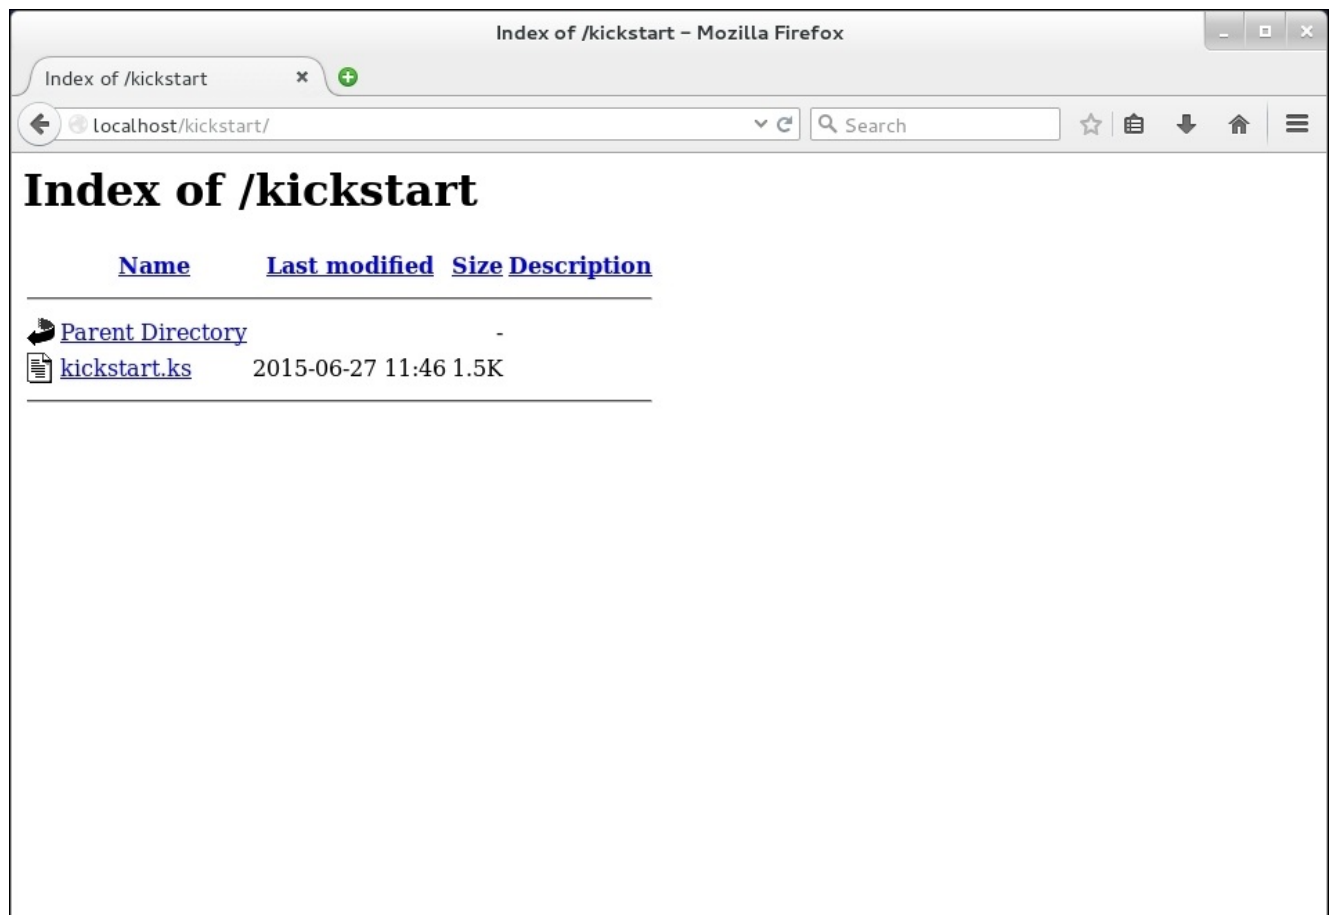 Index of /kickstart – Mozilla Firefox
Index of /kickstart
localhost/kickstart/
Search
Index of /kickstart
Name Last modified Size Description
Parent Directory -
kickstart.ks 2015-06-27 11:46 1.5K